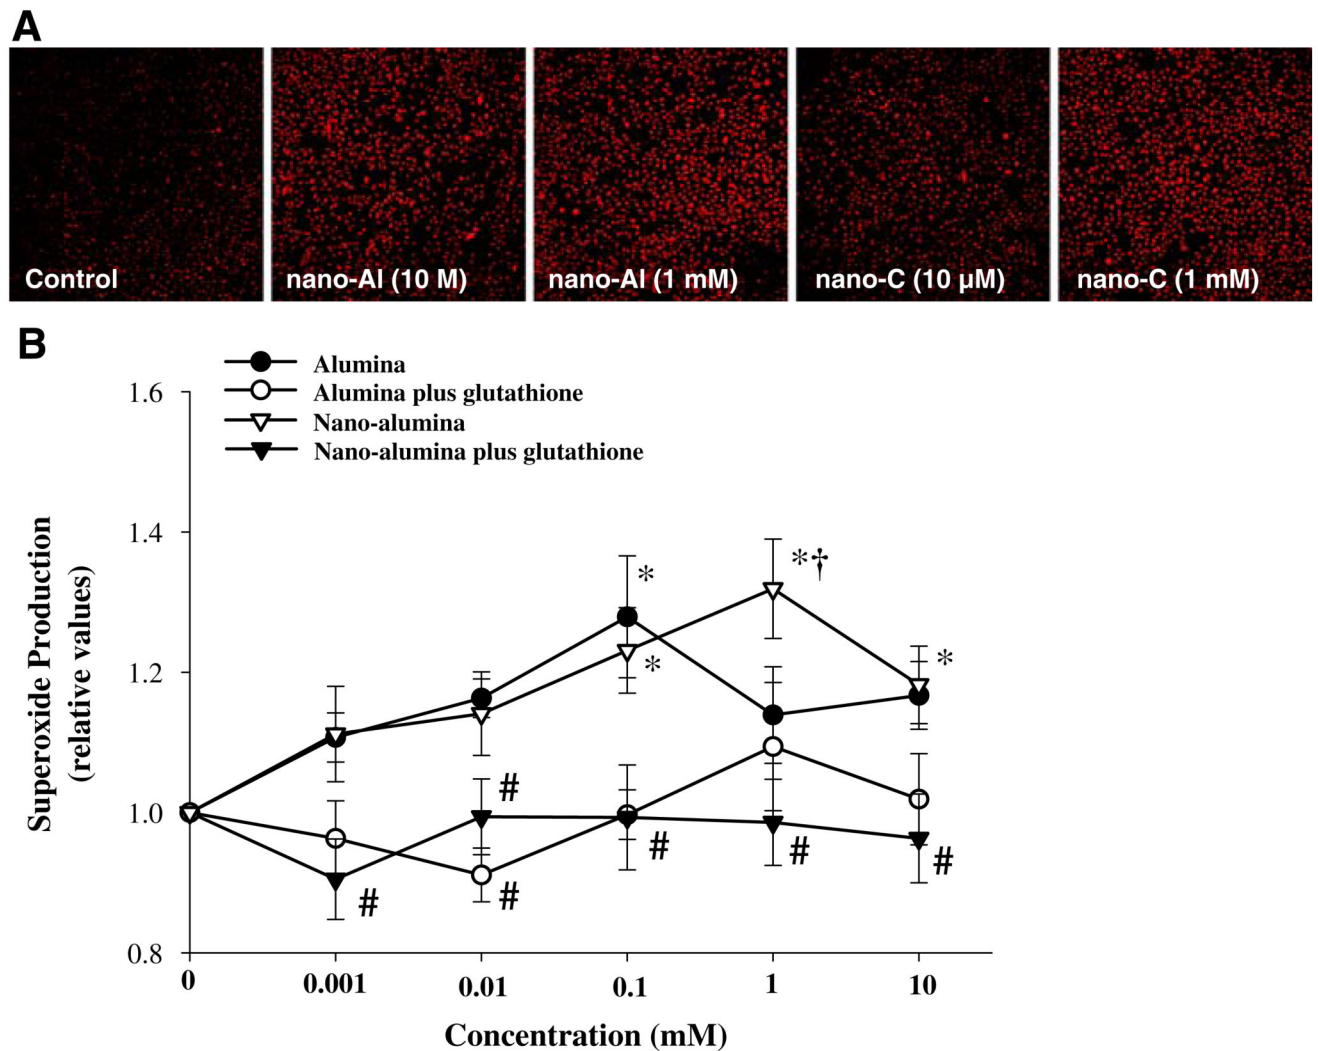 A
Control
nano-Al (10 M)
nano-Al (1 mM)
nano-C (10 µM)
nano-C (1 mM)
B
Alumina
Alumina plus glutathione
Nano-alumina
Nano-alumina plus glutathione
Superoxide Production
(relative values)
1.6
1.4
1.2
1.0
0.8
*
*
*†
*
#
#
#
#
#
#
0
0.001
0.01
0.1
1
10
Concentration (mM)